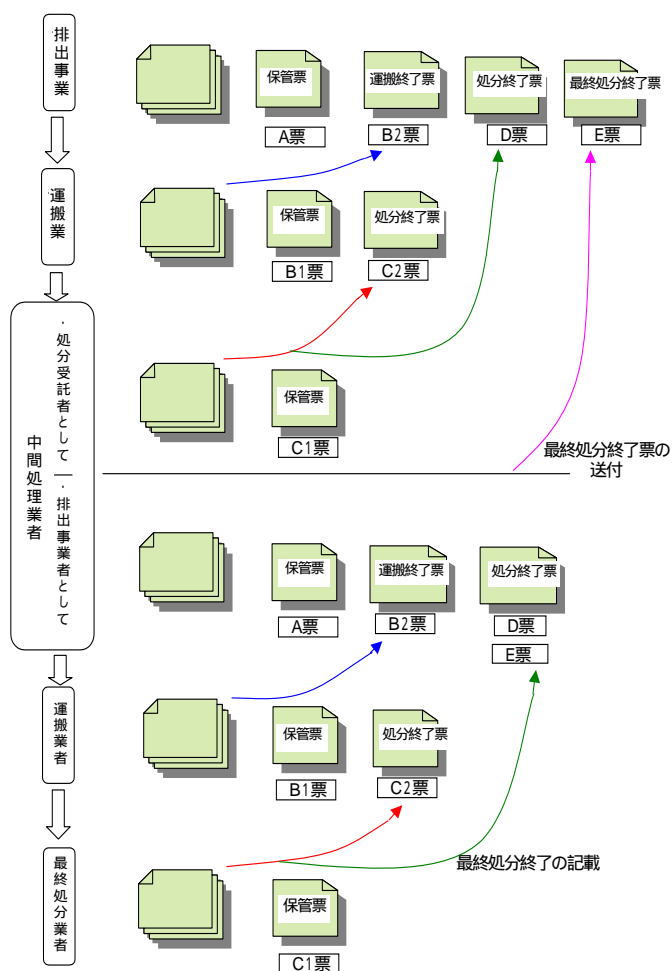 排出事業
保管票
運搬終了票
処分終了票
最終処分終了票
A票
B2票
D票
E票
運搬業
保管票
処分終了票
B1票
C2票
中間処理業者
・処分受託者として
・排出事業者として
保管票
C1票
最終処分終了票の
送付
保管票
運搬終了票
処分終了票
A票
B2票
D票
E票
運搬業者
保管票
処分終了票
B1票
C2票
最終処分業者
最終処分終了の記載
保管票
C1票